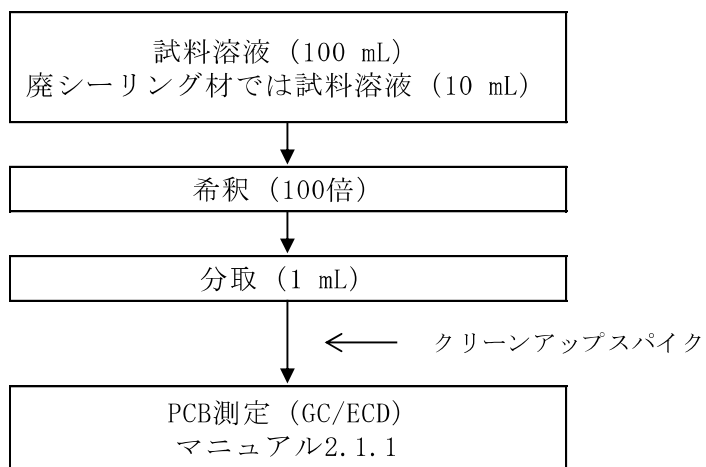 試料溶液 (100 mL)
廃シーリング材では試料溶液 (10 mL)
希釈 (100倍)
分取 (1 mL)
クリーンアップスパイク
PCB測定 (GC/ECD)
マニュアル2.1.1